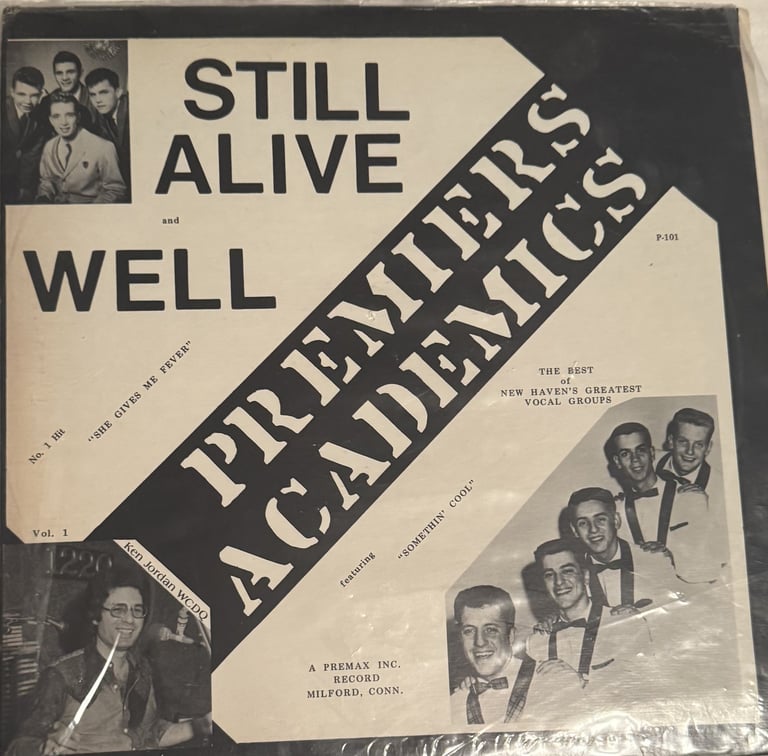 STILL
ALIVE
and
WELL
PREMIERS
ACADEMICS
P-101
No. 1 Hit "SHE GIVES ME FEVER"
THE BEST
of
NEW HAVEN'S GREATEST
VOCAL GROUPS
featuring "SOMETHIN' COOL"
Vol. 1
1220
Ken Jordan WCDQ
A PREMAX INC.
RECORD
MILFORD, CONN.